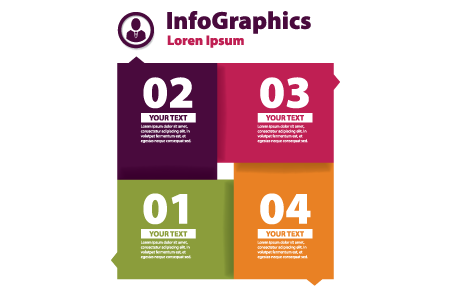 InfoGraphics
Loren Ipsum
02
YOUR TEXT
Lorem ipsum dolor sit amet,
consectetur adipiscing elit. In
volutpat fermentum est, at
egestas neque consequat sed.
03
YOUR TEXT
Lorem ipsum dolor sit amet,
consectetur adipiscing elit. In
volutpat fermentum est, at
egestas neque consequat sed.
01
YOUR TEXT
Lorem ipsum dolor sit amet,
consectetur adipiscing elit. In
volutpat fermentum est, at
egestas neque consequat sed.
04
YOUR TEXT
Lorem ipsum dolor sit amet,
consectetur adipiscing elit. In
volutpat fermentum est, at
egestas neque consequat sed.